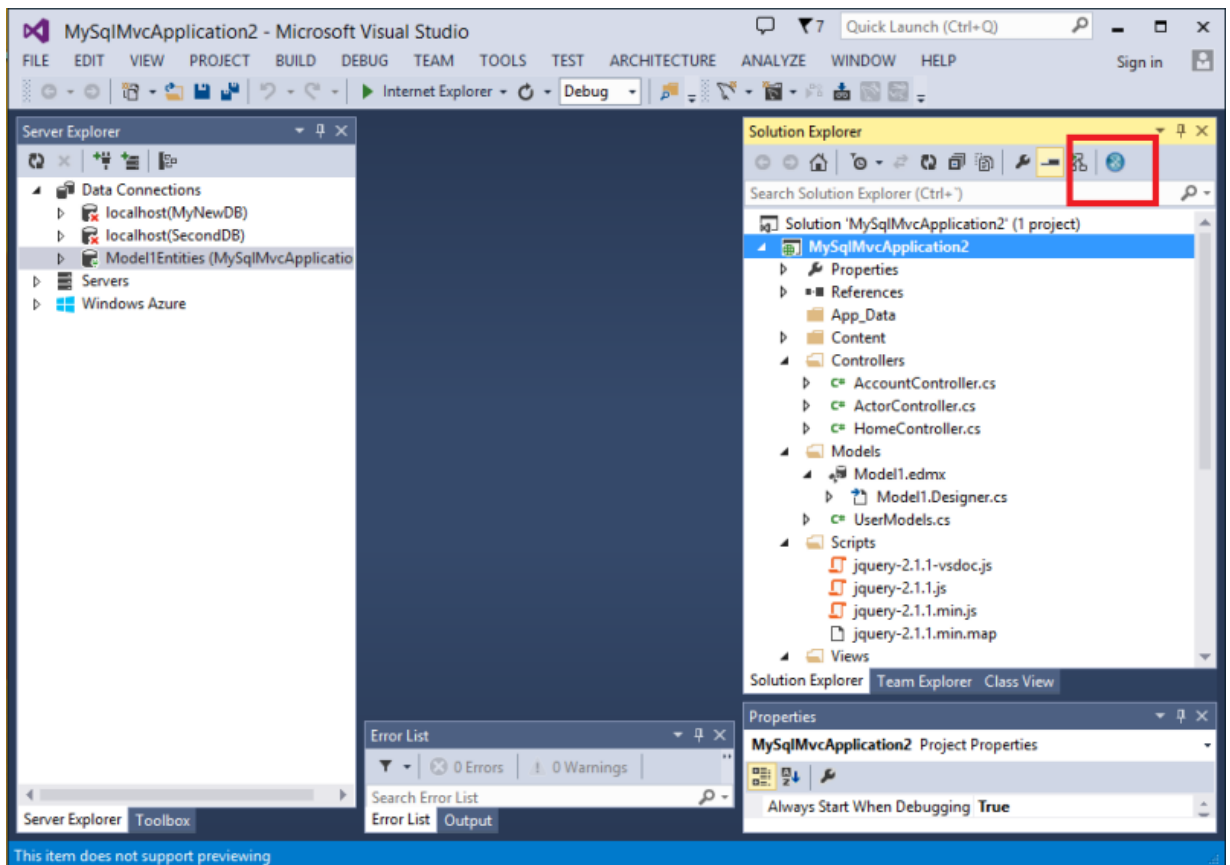 MySqlMvcApplication2 - Microsoft Visual Studio
7
Quick Launch (Ctrl+Q)
FILE EDIT VIEW PROJECT BUILD DEBUG TEAM TOOLS TEST ARCHITECTURE ANALYZE WINDOW HELP
Sign in
Internet Explorer
Debug
Server Explorer
Data Connections
localhost(MyNewDB)
localhost(SecondDB)
Model1Entities (MySqlMvcApplicatio
Servers
Windows Azure
Server Explorer Toolbox
Error List
0 Errors
0 Warnings
Search Error List
Error List Output
Solution Explorer
Search Solution Explorer (Ctrl+¨)
Solution 'MySqlMvcApplication2' (1 project)
MySqlMvcApplication2
Properties
References
App_Data
Content
Controllers
C# AccountController.cs
C# ActorController.cs
C# HomeController.cs
Models
Model1.edmx
Model1.Designer.cs
C# UserModels.cs
Scripts
jquery-2.1.1-vsdoc.js
jquery-2.1.1.js
jquery-2.1.1.min.js
jquery-2.1.1.min.map
Views
Solution Explorer Team Explorer Class View
Properties
MySqlMvcApplication2 Project Properties
Always Start When Debugging True
This item does not support previewing